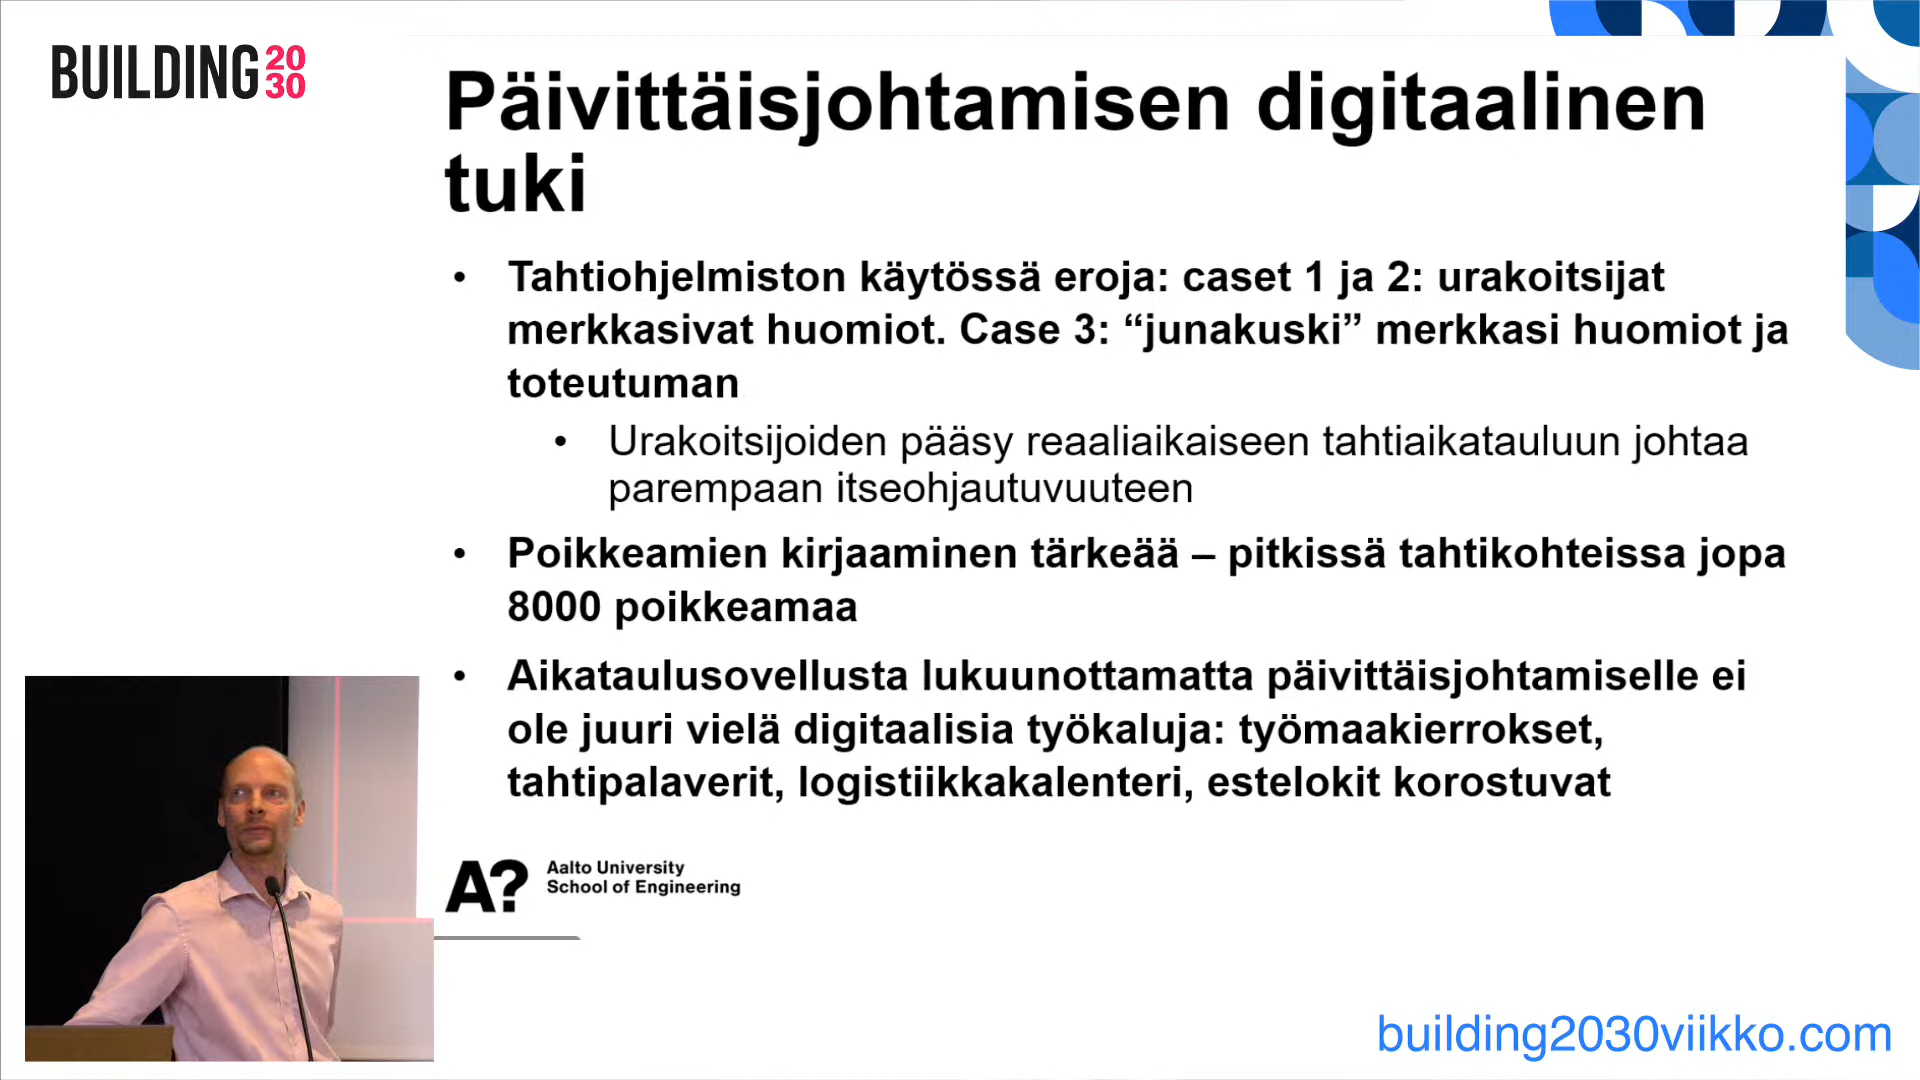 BUILDING 20
30
Päivittäisjohtamisen digitaalinen
tuki
• Tahtiohjelmiston käytössä eroja: caset 1 ja 2: urakoitsijat
merkkasivat huomiot. Case 3: “junakuski” merkkasi huomiot ja
toteutuman
• Urakoitsijoiden pääsy reaaliaikaiseen tahtiaikatauluun johtaa
parempaan itseohjautuvuuteen
• Poikkeamien kirjaaminen tärkeää – pitkissä tahtikohteissa jopa
8000 poikkeamaa
• Aikataulusovellusta lukuunottamatta päivittäisjohtamiselle ei
ole juuri vielä digitaalisia työkaluja: työmaakierrokset,
tahtipalaverit, logistiikkakalenteri, estelokit korostuvat
A? Aalto University
School of Engineering
building2030viikko.com